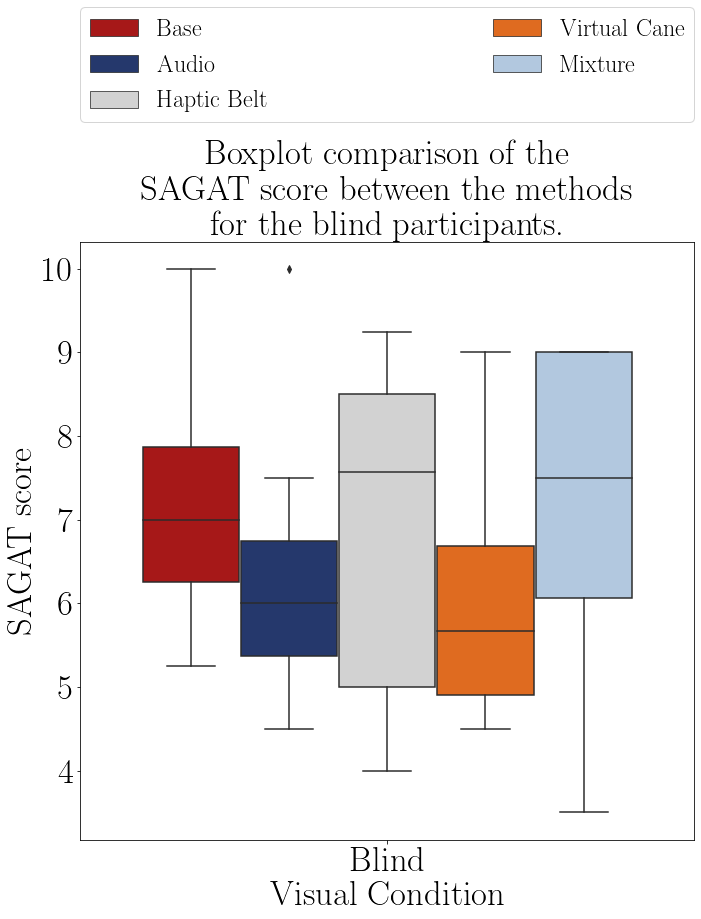 Base
Audio
Haptic Belt
Virtual Cane
Mixture
Boxplot comparison of the
SAGAT score between the methods
for the blind participants.
10
9
8
7
6
5
4
SAGAT score
Blind
Visual Condition